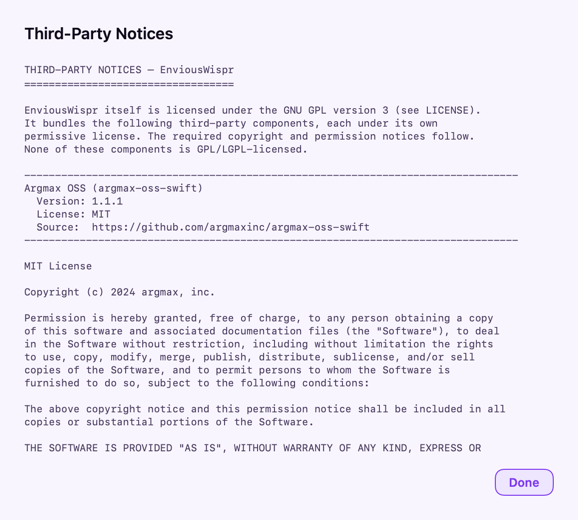 Third-Party Notices
THIRD-PARTY NOTICES — EnviousWispr
==================================
EnviousWispr itself is licensed under the GNU GPL version 3 (see LICENSE).
It bundles the following third-party components, each under its own
permissive license. The required copyright and permission notices follow.
None of these components is GPL/LGPL-licensed.
--------------------------------------------------------------------------------
Argmax OSS (argmax-oss-swift)
  Version: 1.1.1
  License: MIT
  Source:  https://github.com/argmaxinc/argmax-oss-swift
--------------------------------------------------------------------------------
MIT License
Copyright (c) 2024 argmax, inc.
Permission is hereby granted, free of charge, to any person obtaining a copy
of this software and associated documentation files (the "Software"), to deal
in the Software without restriction, including without limitation the rights
to use, copy, modify, merge, publish, distribute, sublicense, and/or sell
copies of the Software, and to permit persons to whom the Software is
furnished to do so, subject to the following conditions:
The above copyright notice and this permission notice shall be included in all
copies or substantial portions of the Software.
THE SOFTWARE IS PROVIDED "AS IS", WITHOUT WARRANTY OF ANY KIND, EXPRESS OR
Done